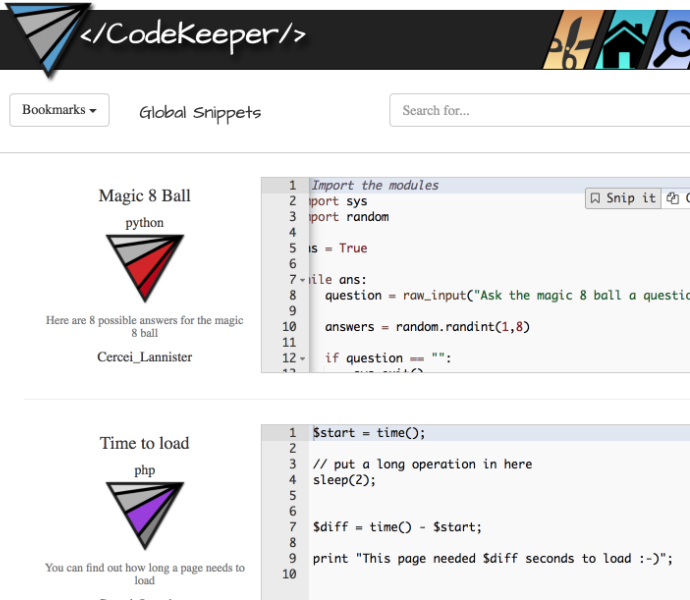 </CodeKeeper/>
Bookmarks
Global Snippets
Search for...
Magic 8 Ball
python
Here are 8 possible answers for the magic
8 ball
Cercei_Lannister
1 Import the modules
2 mport sys
3 mport random
4
5 ns = True
6
7 hile ans:
8 question = raw_input("Ask the magic 8 ball a questio
9
10 answers = random.randint(1,8)
11
12 if question == "":
Snip it
Time to load
php
You can find out how long a page needs to
load
1 $start = time();
2
3 // put a long operation in here
4 sleep(2);
5
6
7 $diff = time() - $start;
8
9 print "This page needed $diff seconds to load :-)";
10